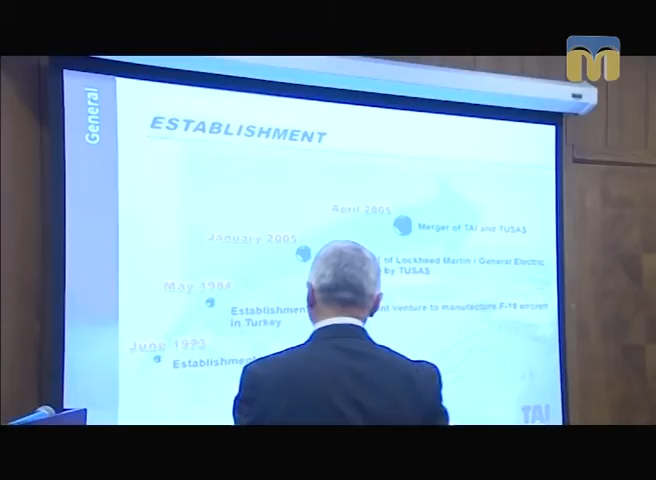 General
ESTABLISHMENT
April 2005
Merger of TAI and TUSAS
January 2005
of Lockheed Martin / General Electric
by TUSAS
May 1984
Establishment
nt venture to manufacture F-16 aircraft
in Turkey
June 1973
Establishment
TAI